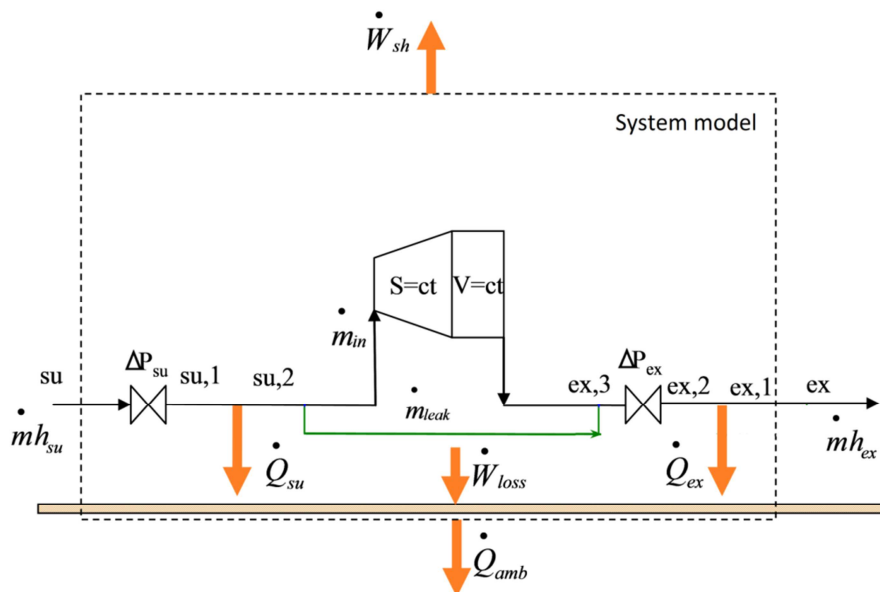 Ẇsh
System model
S=ct V=ct
ṁin
ΔPsu
ΔPex
su su,1 su,2
ex,3 ex,2 ex,1 ex
ṁleak
ṁhsu
Q̇su
Ẇloss
Q̇ex
ṁhex
Q̇amb